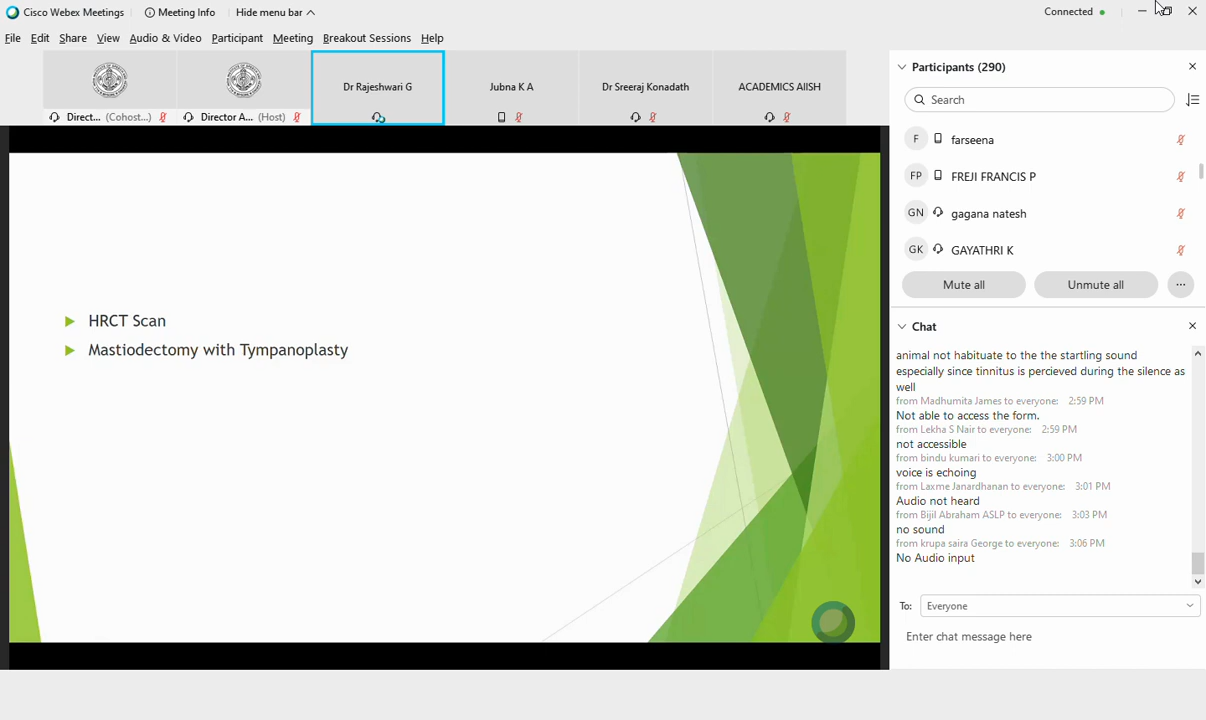 Cisco Webex Meetings
Meeting Info
Hide menu bar
Connected
File Edit Share View Audio & Video Participant Meeting Breakout Sessions Help
Direct... (Cohost...)
Director A... (Host)
Dr Rajeshwari G
Jubna K A
Dr Sreeraj Konadath
ACADEMICS AIISH
HRCT Scan
Mastiodectomy with Tympanoplasty
Participants (290)
Search
F farseena
FP FREJI FRANCIS P
GN gagana natesh
GK GAYATHRI K
Mute all
Unmute all
Chat
animal not habituate to the the startling sound
especially since tinnitus is percieved during the silence as
well
from Madhumita James to everyone: 2:59 PM
Not able to access the form.
from Lekha S Nair to everyone: 2:59 PM
not accessible
from bindu kumari to everyone: 3:00 PM
voice is echoing
from Laxme Janardhanan to everyone: 3:01 PM
Audio not heard
from Bijil Abraham ASLP to everyone: 3:03 PM
no sound
from krupa saira George to everyone: 3:06 PM
No Audio input
To: Everyone
Enter chat message here